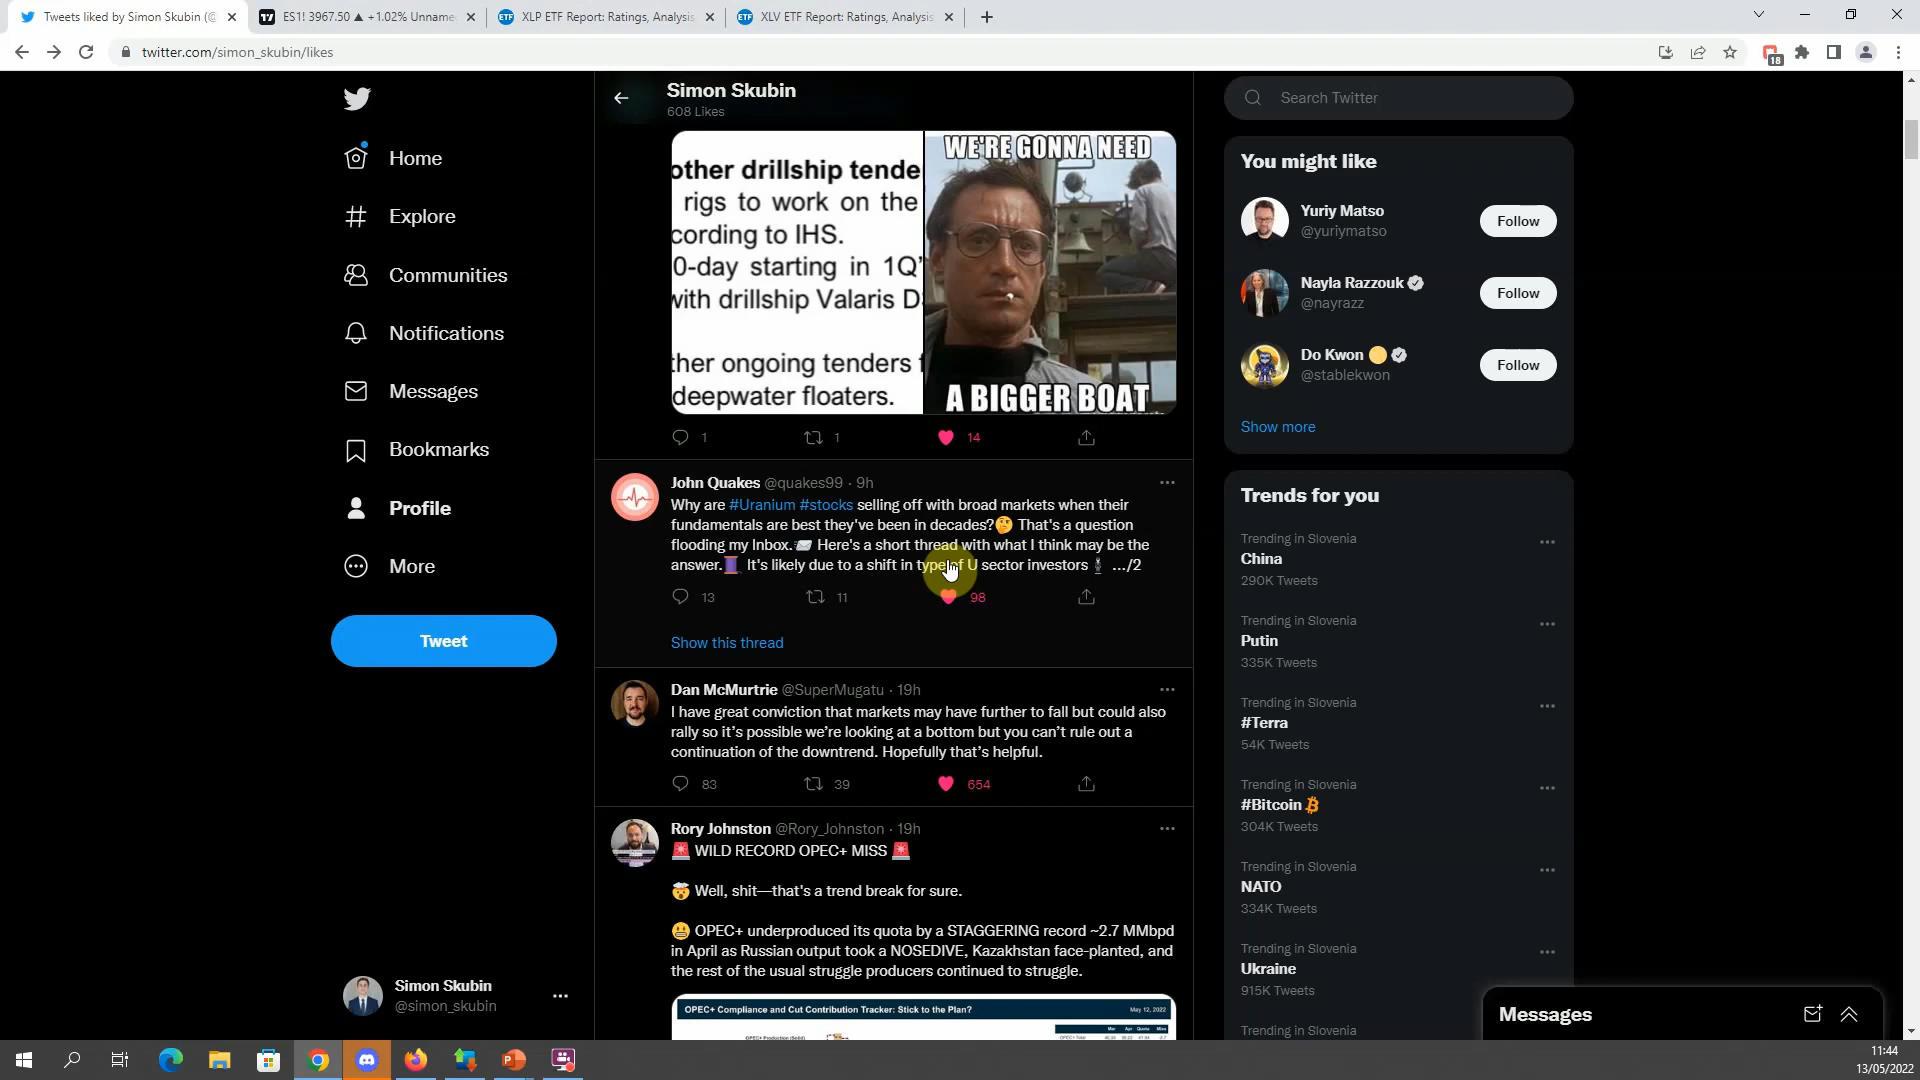 Tweets liked by Simon Skubin (@
ES1! 3967.50 ▲ +1.02% Unname
XLP ETF Report: Ratings, Analysis
XLV ETF Report: Ratings, Analysis
twitter.com/simon_skubin/likes
18
Home
Explore
Communities
Notifications
Messages
Bookmarks
Profile
More
Tweet
Simon Skubin
@simon_skubin
Simon Skubin
608 Likes
other drillship tende
rigs to work on the
cording to IHS.
0-day starting in 1Q'
with drillship Valaris D
ther ongoing tenders f
deepwater floaters.
WE'RE GONNA NEED
A BIGGER BOAT
1 1 14
John Quakes @quakes99 · 9h
Why are #Uranium #stocks selling off with broad markets when their
fundamentals are best they've been in decades?🤔 That's a question
flooding my Inbox.📨 Here's a short thread with what I think may be the
answer.🧵 It's likely due to a shift in type of U sector investors 🕴 .../2
13 11 98
Show this thread
Dan McMurtrie @SuperMugatu · 19h
I have great conviction that markets may have further to fall but could also
rally so it's possible we're looking at a bottom but you can't rule out a
continuation of the downtrend. Hopefully that's helpful.
83 39 654
Rory Johnston @Rory_Johnston · 19h
🚨 WILD RECORD OPEC+ MISS 🚨
🤯 Well, shit—that's a trend break for sure.
😬 OPEC+ underproduced its quota by a STAGGERING record ~2.7 MMbpd
in April as Russian output took a NOSEDIVE, Kazakhstan face-planted, and
the rest of the usual struggle producers continued to struggle.
OPEC+ Compliance and Cut Contribution Tracker: Stick to the Plan? May 12, 2022
Search Twitter
You might like
Yuriy Matso
@yuriymatso
Follow
Nayla Razzouk
@nayrazz
Follow
Do Kwon
@stablekwon
Follow
Show more
Trends for you
Trending in Slovenia
China
290K Tweets
Trending in Slovenia
Putin
335K Tweets
Trending in Slovenia
#Terra
54K Tweets
Trending in Slovenia
#Bitcoin
304K Tweets
Trending in Slovenia
NATO
334K Tweets
Trending in Slovenia
Ukraine
915K Tweets
Trending in Slovenia
Messages
11:44
13/05/2022